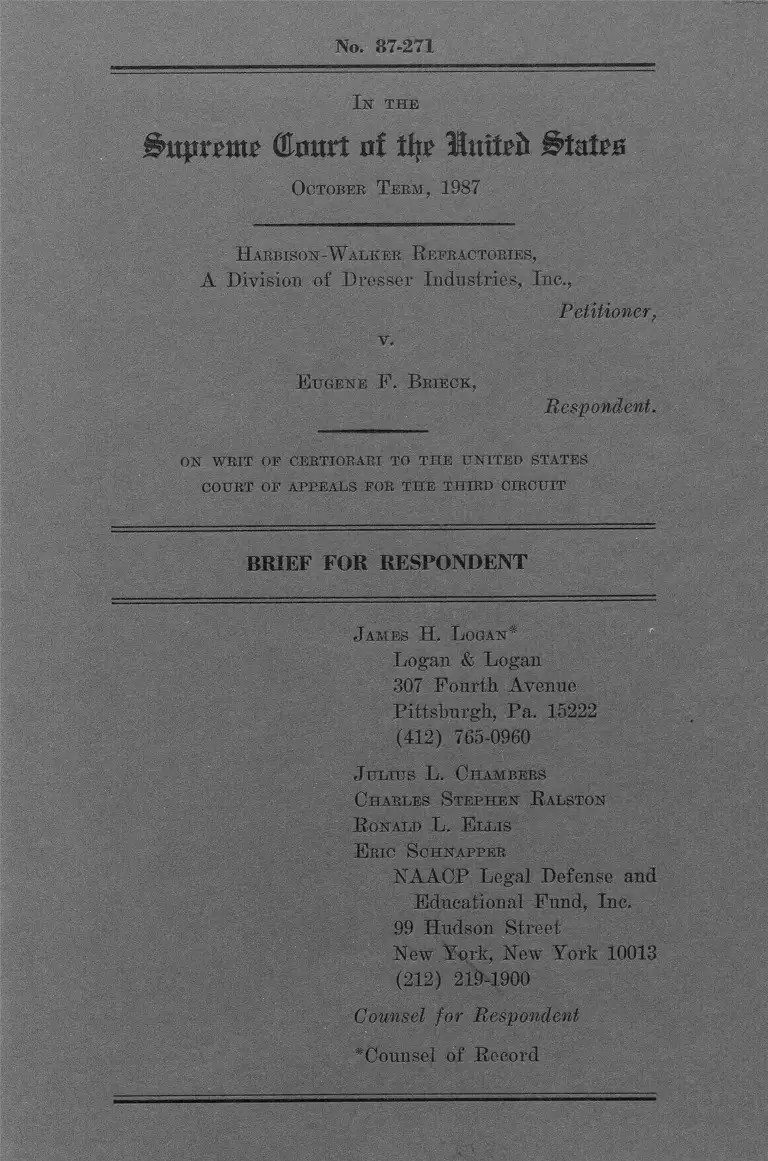 No. 87-271
In the
Supreme Court of the United States
October Term, 1987
Harbison-Walker Refractories,
A Division of Dresser Industries, Inc.,
Petitioner,
v.
Eugene F. Brieck,
Respondent.
ON WRIT OF CERTIORARI TO THE UNITED STATES
COURT OF APPEALS FOR THE THIRD CIRCUIT
BRIEF FOR RESPONDENT
James H. Logan*
Logan & Logan
307 Fourth Avenue
Pittsburgh, Pa. 15222
(412) 765-0960
Julius L. Chambers
Charles Stephen Ralston
Ronald L. Ellis
Eric Schnapper
NAACP Legal Defense and
Educational Fund, Inc.
99 Hudson Street
New York, New York 10013
(212) 219-1900
Counsel for Respondent
*Counsel of Record